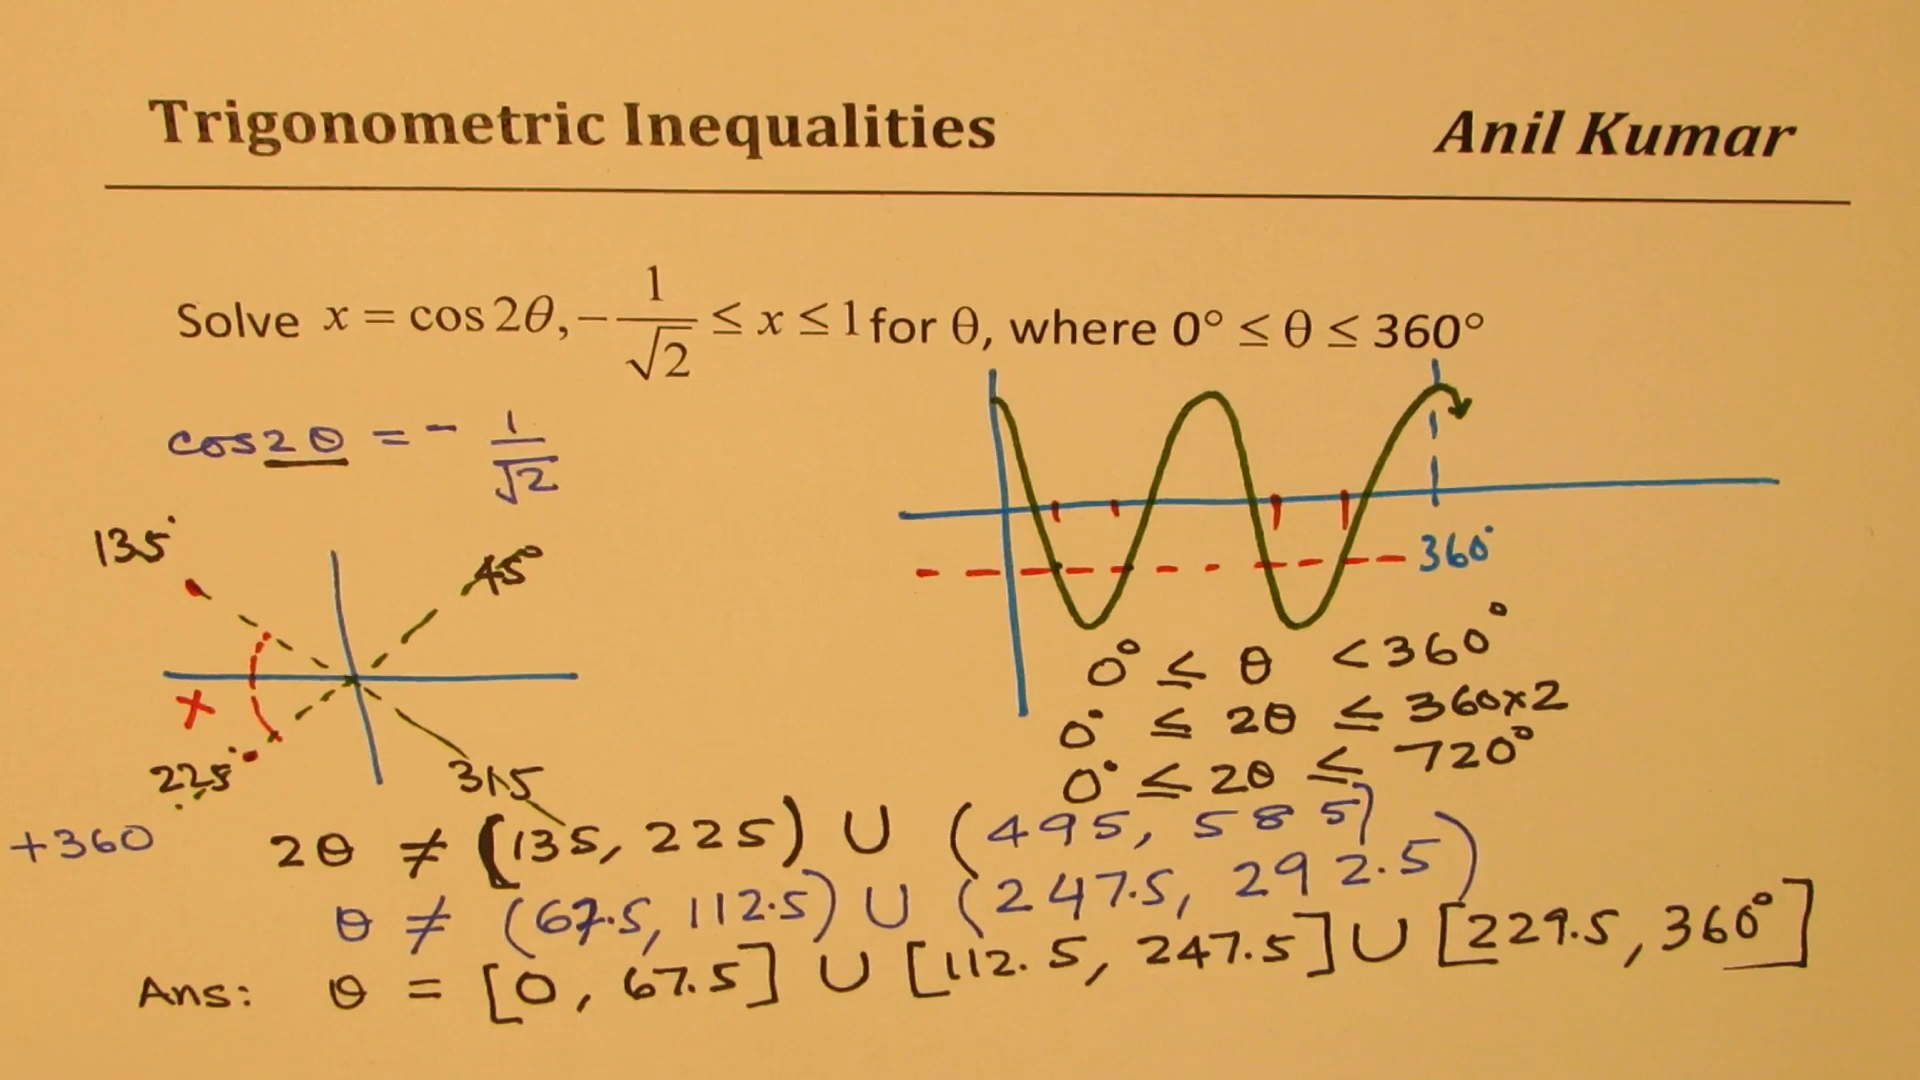 Trigonometric Inequalities Anil Kumar
Solve x = cos 2θ, −1/√2 ≤ x ≤ 1 for θ, where 0° ≤ θ ≤ 360°
cos2θ = − 1/√2
135°
45°
225°
315
360°
0° ≤ θ < 360°
0° ≤ 2θ ≤ 360×2
0° ≤ 2θ ≤ 720°
+360 2θ ≠ (135, 225) ∪ (495, 585)
θ ≠ (67.5, 112.5) ∪ (247.5, 292.5)
Ans: θ = [0, 67.5] ∪ [112.5, 247.5] ∪ [229.5, 360°]